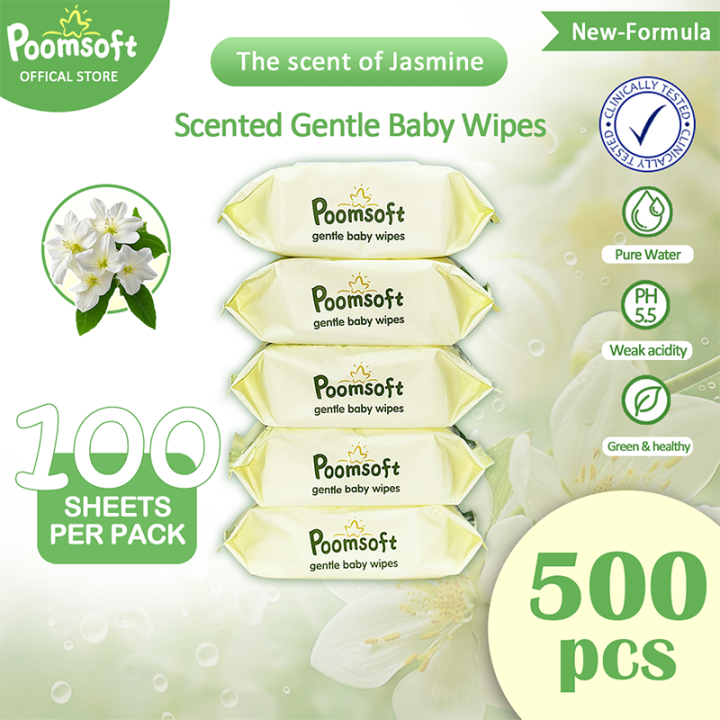 Poomsoft
OFFICIAL STORE
New-Formula
The scent of Jasmine
Scented Gentle Baby Wipes
CLINICALLY TESTED
CLINICALLY TESTED
Pure Water
PH
5.5
Weak acidity
Green & healthy
Poomsoft
gentle baby wipes
Poomsoft
gentle baby wipes
Poomsoft
gentle baby wipes
Poomsoft
gentle baby wipes
Poomsoft
gentle baby wipes
100
SHEETS
PER PACK
500
pcs